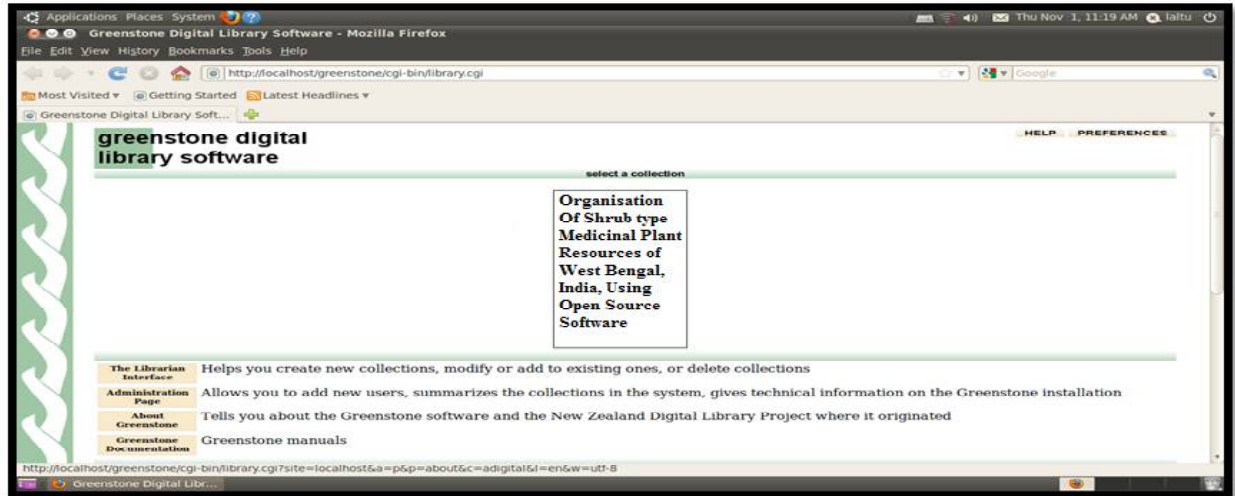 Applications Places System
Thu Nov 1, 11:19 AM laltu
Greenstone Digital Library Software - Mozilla Firefox
File Edit View History Bookmarks Tools Help
http://localhost/greenstone/cgi-bin/library.cgi
Google
Most Visited Getting Started Latest Headlines
Greenstone Digital Library Soft...
greenstone digital
library software
HELP PREFERENCES
select a collection
Organisation
Of Shrub type
Medicinal Plant
Resources of
West Bengal,
India, Using
Open Source
Software
The Librarian Interface Helps you create new collections, modify or add to existing ones, or delete collections
Administration Page Allows you to add new users, summarizes the collections in the system, gives technical information on the Greenstone installation
About Greenstone Tells you about the Greenstone software and the New Zealand Digital Library Project where it originated
Greenstone Documentation Greenstone manuals
http://localhost/greenstone/cgi-bin/library.cgi?site=localhost&a=p&p=about&c=adigital&l=en&w=utf-8
Greenstone Digital Libr...